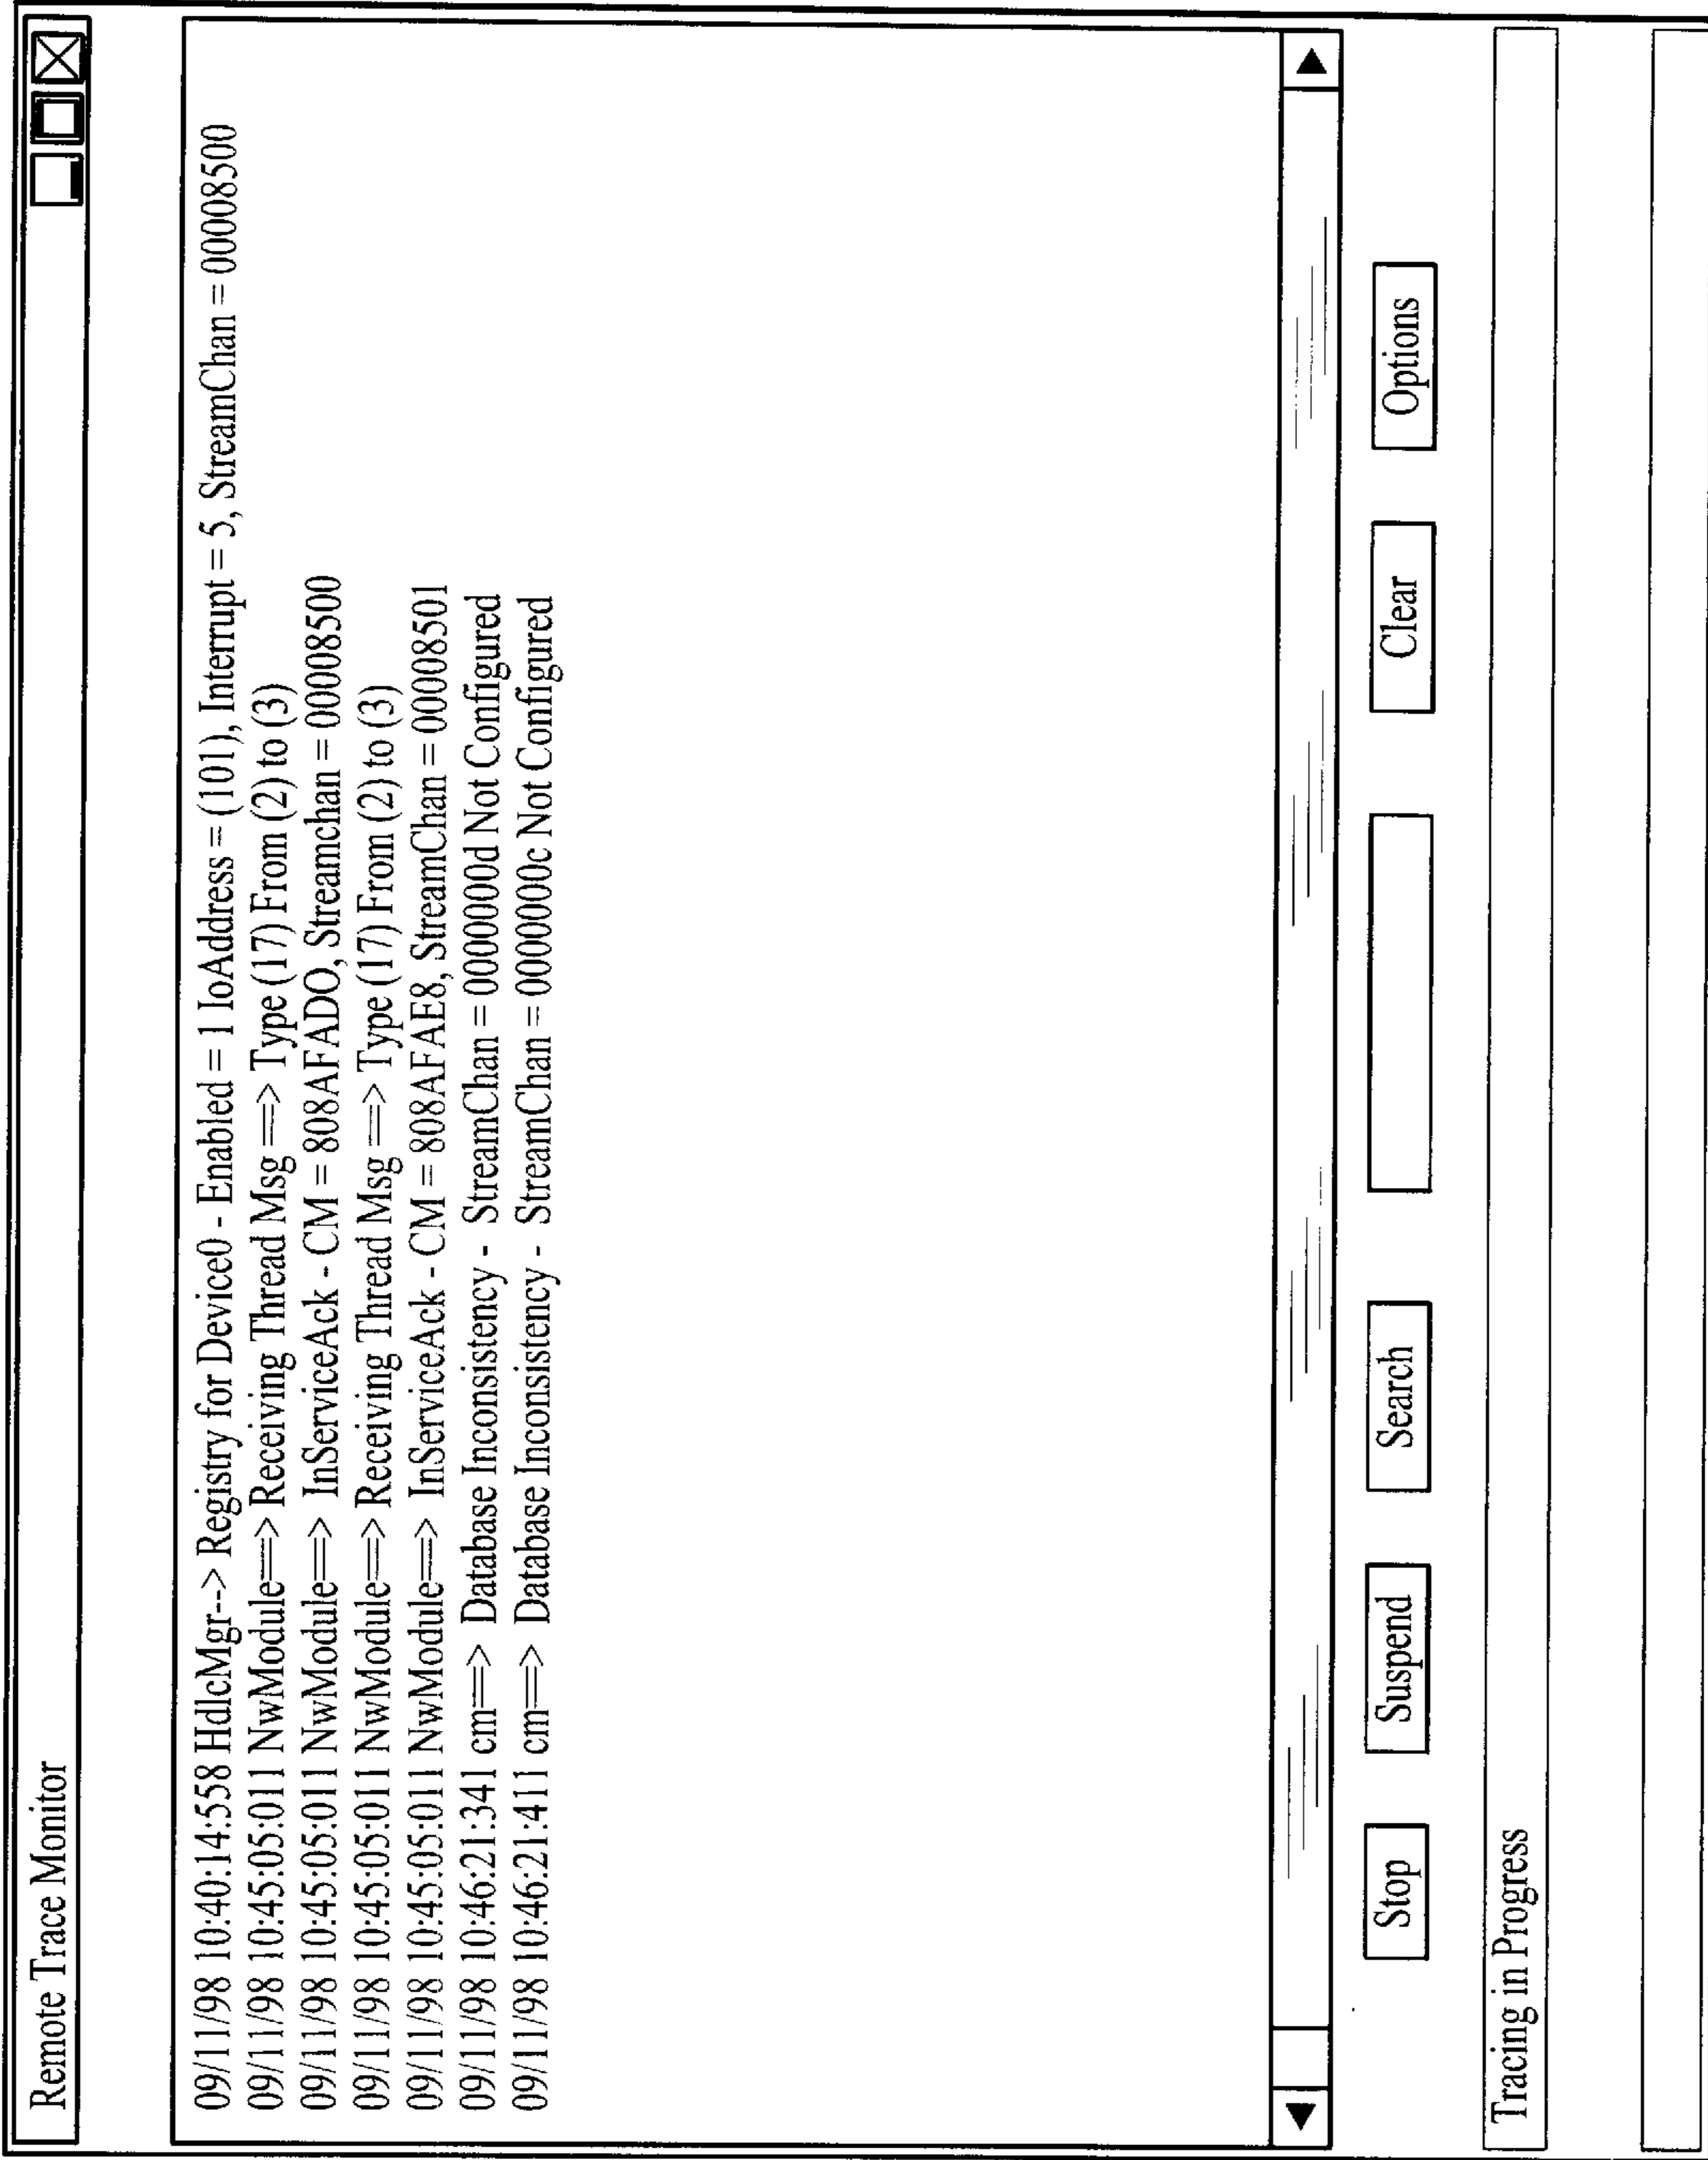 Remote Trace Monitor
09/11/98 10:40:14:558 HdlcMgr--> Registry for Device0 - Enabled = 1 IoAddress = (101), Interrupt = 5, StreamChan = 00008500
09/11/98 10:45:05:011 NwModule==> Receiving Thread Msg ==> Type (17) From (2) to (3)
09/11/98 10:45:05:011 NwModule==> InServiceAck - CM = 808AFADO, Streamchan = 00008500
09/11/98 10:45:05:011 NwModule==> Receiving Thread Msg ==> Type (17) From (2) to (3)
09/11/98 10:45:05:011 NwModule==> InServiceAck - CM = 808AFAE8, StreamChan = 00008501
09/11/98 10:46:21:341 cm==> Database Inconsistency - StreamChan = 0000000d Not Configured
09/11/98 10:46:21:411 cm==> Database Inconsistency - StreamChan = 0000000c Not Configured
Stop Suspend Search Clear Options
Tracing in Progress